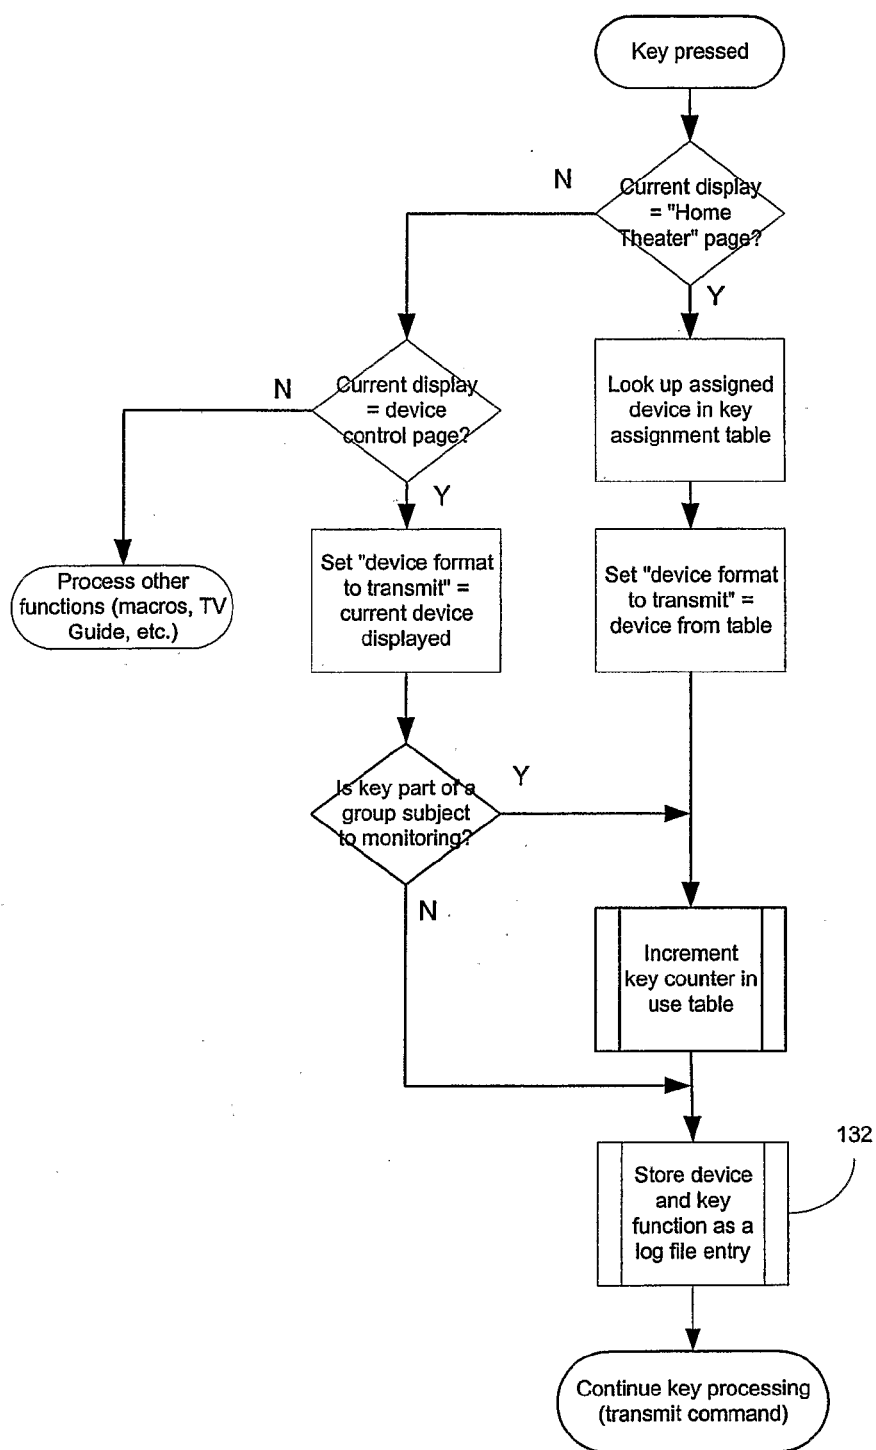 Key pressed
N
Current display
= "Home
Theater" page?
Y
N
Current display
= device
control page?
Look up assigned
device in key
assignment table
Y
Process other
functions (macros, TV
Guide, etc.)
Set "device format
to transmit" =
current device
displayed
Set "device format
to transmit" =
device from table
Is key part of a
group subject
to monitoring?
Y
N
Increment
key counter in
use table
132
Store device
and key
function as a
log file entry
Continue key processing
(transmit command)